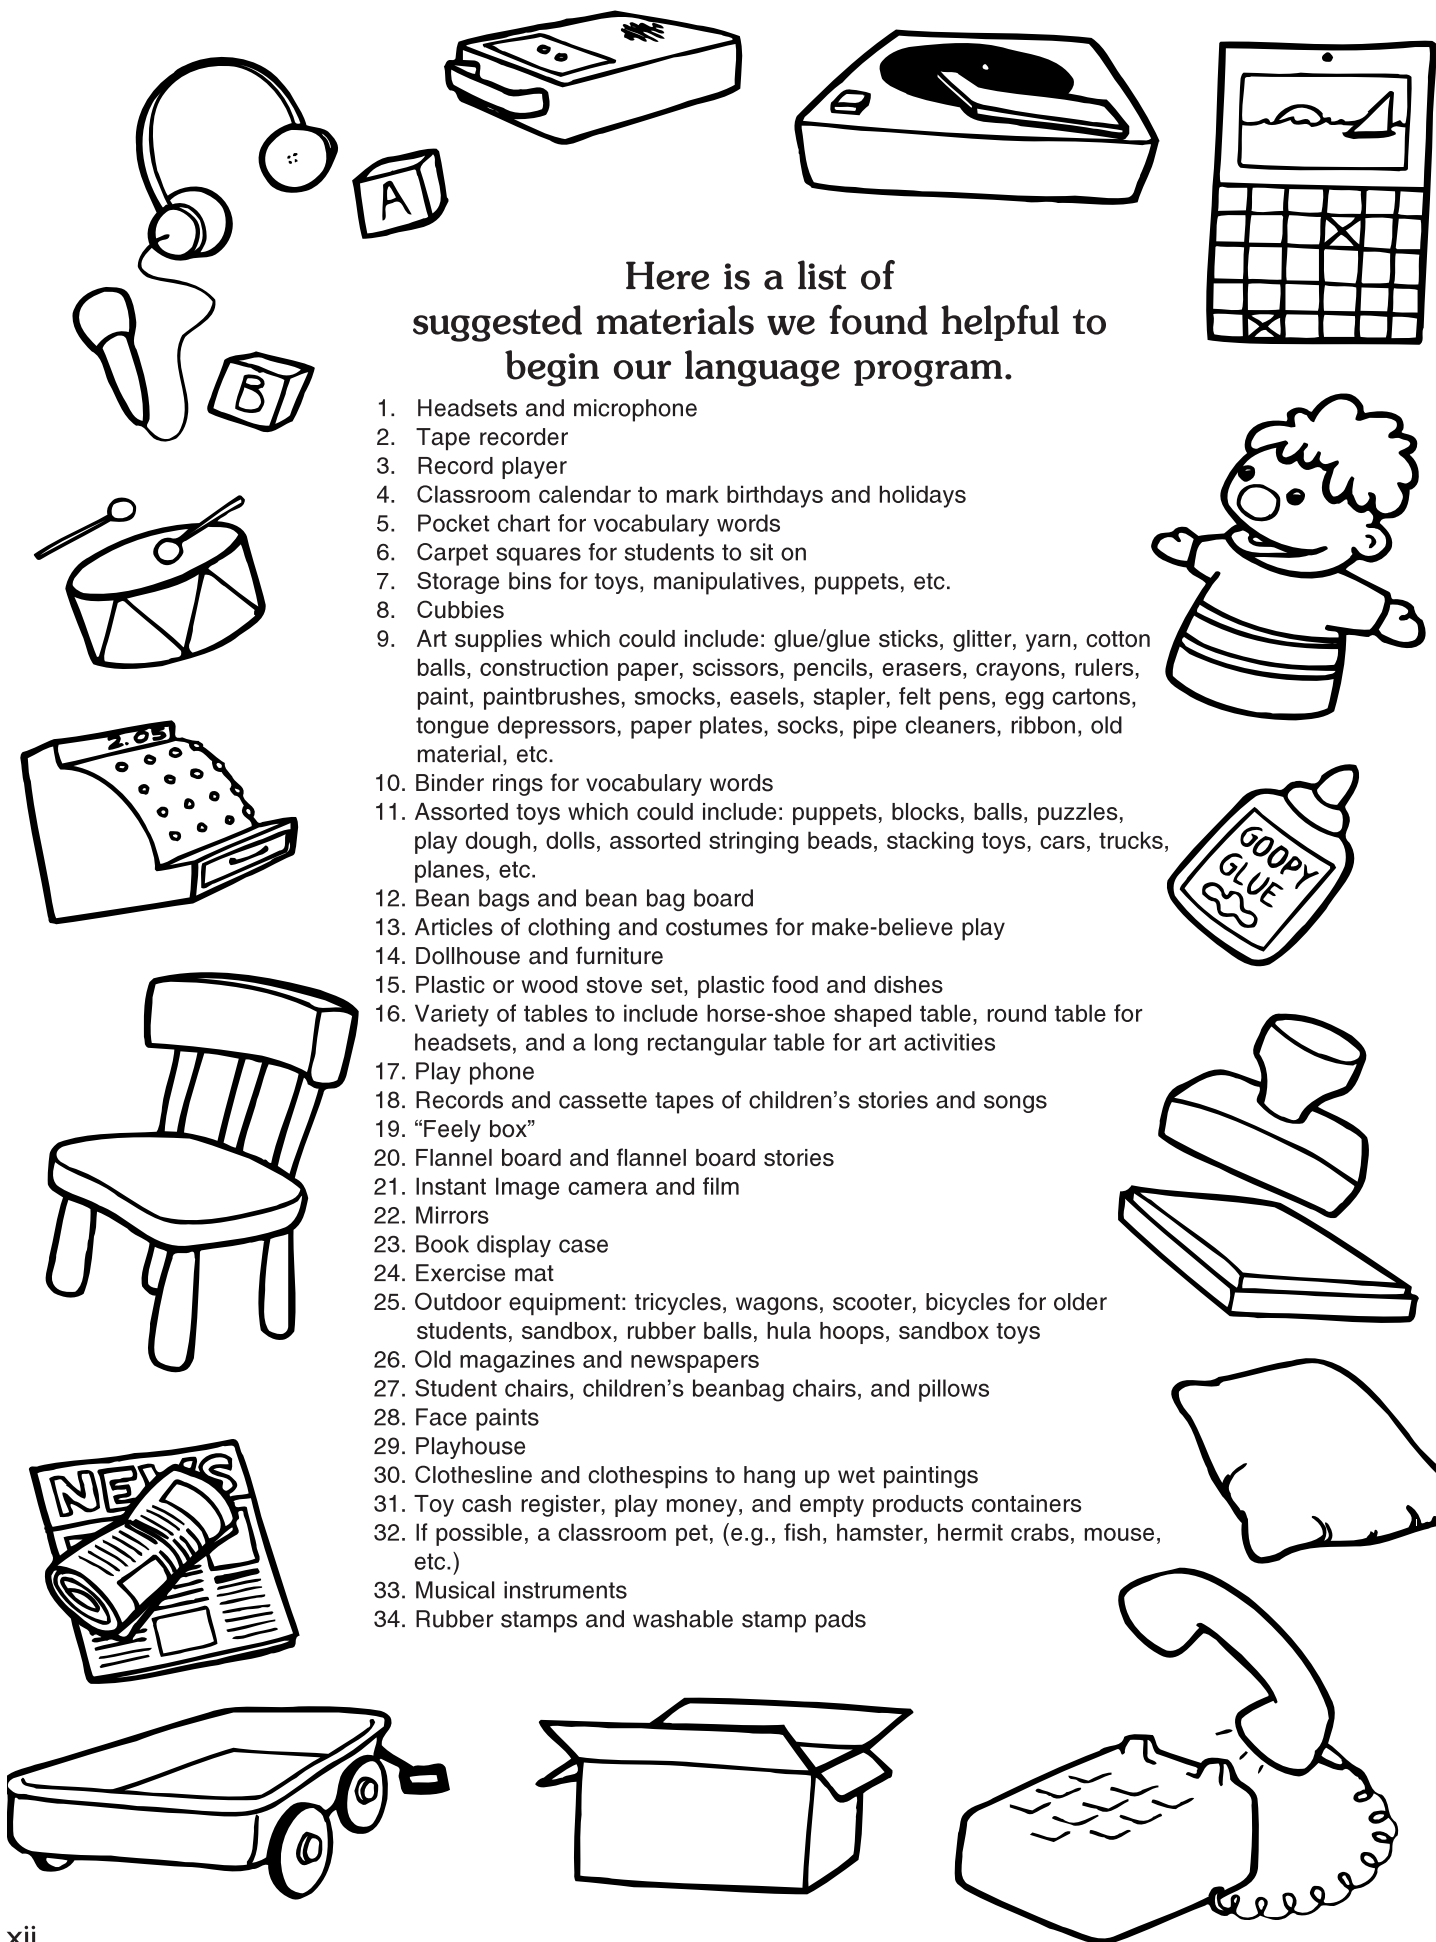 A
Here is a list of
suggested materials we found helpful to
begin our language program.
B
1. Headsets and microphone
2. Tape recorder
3. Record player
4. Classroom calendar to mark birthdays and holidays
5. Pocket chart for vocabulary words
6. Carpet squares for students to sit on
7. Storage bins for toys, manipulatives, puppets, etc.
8. Cubbies
9. Art supplies which could include: glue/glue sticks, glitter, yarn, cotton
balls, construction paper, scissors, pencils, erasers, crayons, rulers,
paint, paintbrushes, smocks, easels, stapler, felt pens, egg cartons,
tongue depressors, paper plates, socks, pipe cleaners, ribbon, old
material, etc.
2.05
10. Binder rings for vocabulary words
11. Assorted toys which could include: puppets, blocks, balls, puzzles,
play dough, dolls, assorted stringing beads, stacking toys, cars, trucks,
planes, etc.
GOOPY
GLUE
12. Bean bags and bean bag board
13. Articles of clothing and costumes for make-believe play
14. Dollhouse and furniture
15. Plastic or wood stove set, plastic food and dishes
16. Variety of tables to include horse-shoe shaped table, round table for
headsets, and a long rectangular table for art activities
17. Play phone
18. Records and cassette tapes of children’s stories and songs
19. “Feely box”
20. Flannel board and flannel board stories
21. Instant Image camera and film
22. Mirrors
23. Book display case
24. Exercise mat
25. Outdoor equipment: tricycles, wagons, scooter, bicycles for older
students, sandbox, rubber balls, hula hoops, sandbox toys
26. Old magazines and newspapers
27. Student chairs, children’s beanbag chairs, and pillows
28. Face paints
29. Playhouse
30. Clothesline and clothespins to hang up wet paintings
31. Toy cash register, play money, and empty products containers
32. If possible, a classroom pet, (e.g., fish, hamster, hermit crabs, mouse,
etc.)
33. Musical instruments
34. Rubber stamps and washable stamp pads
NEWS
xii